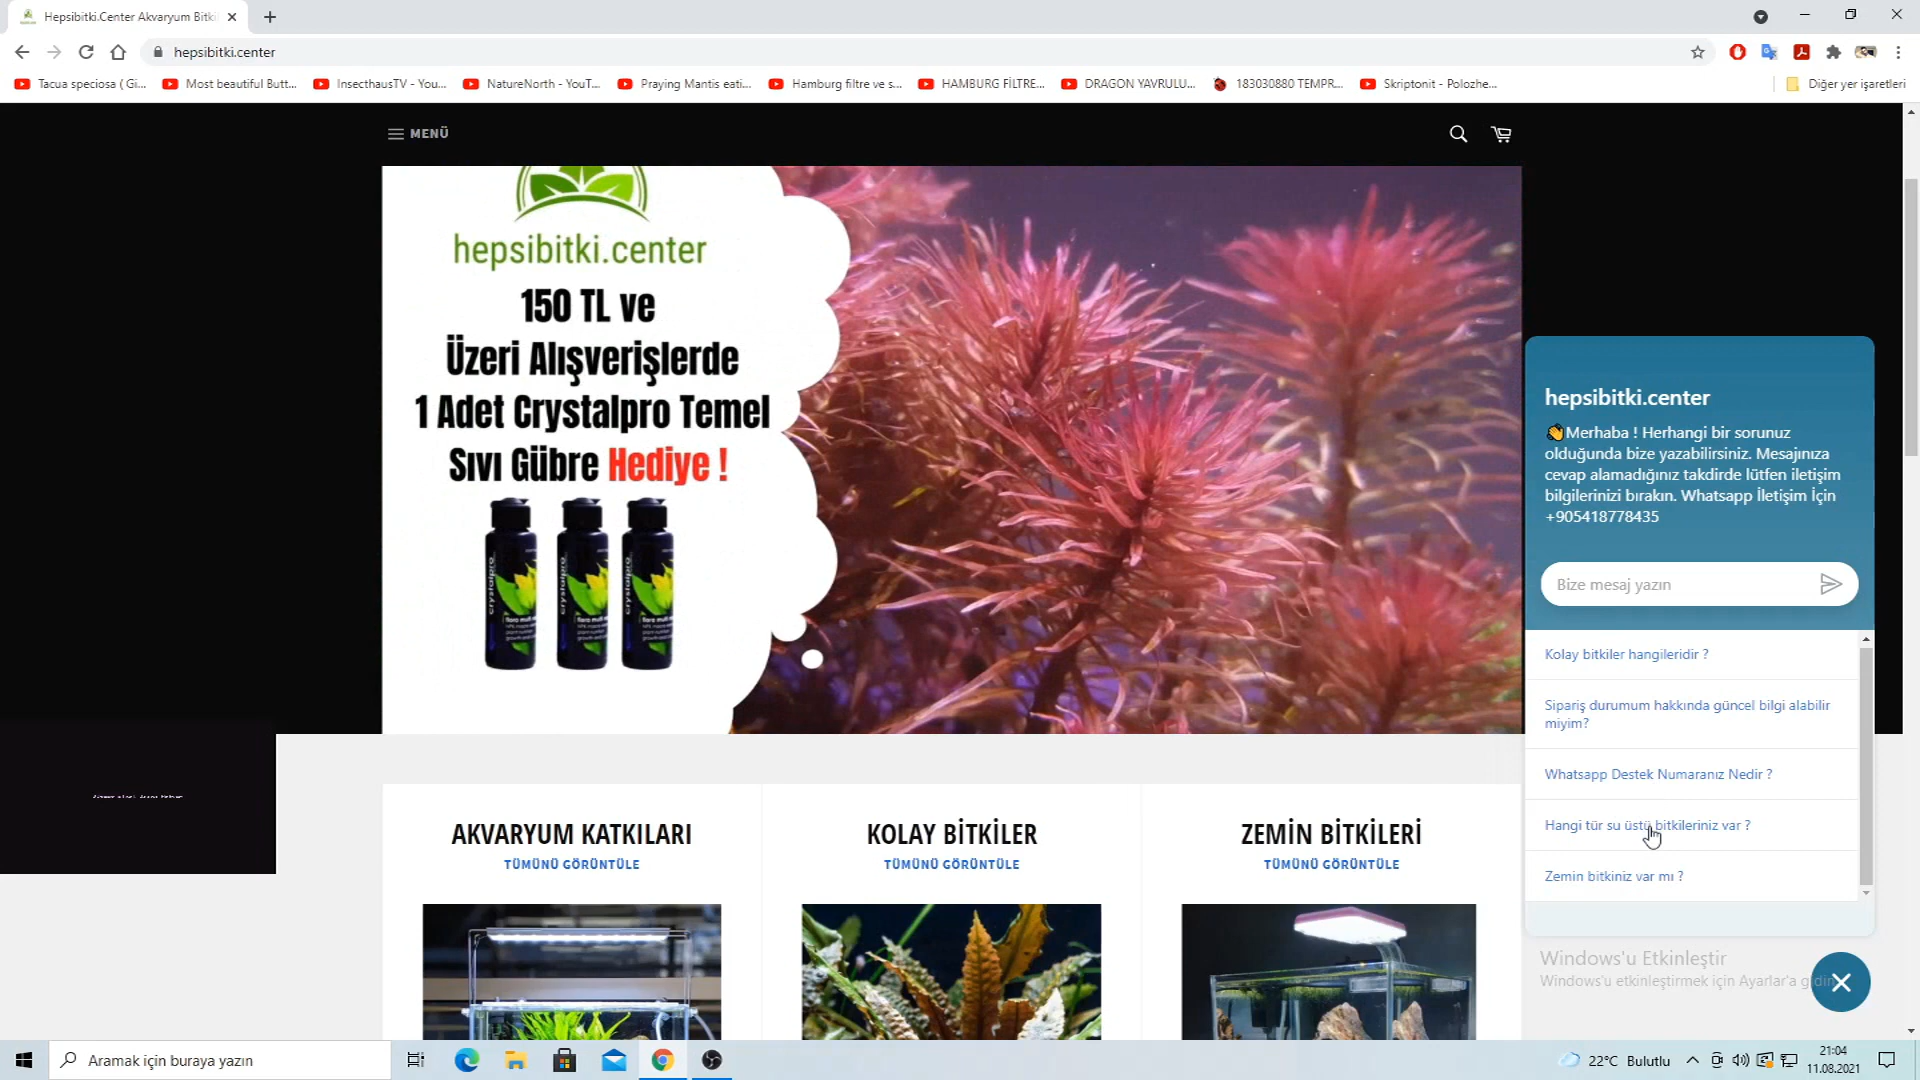 Hepsibitki.Center Akvaryum Bitki
hepsibitki.center
Tacua speciosa ( Gi...
Most beautiful Butt...
InsecthausTV - You...
NatureNorth - YouT...
Praying Mantis eati...
Hamburg filtre ve s...
HAMBURG FİLTRE...
DRAGON YAVRULU...
183030880 TEMPR...
Skriptonit - Polozhe...
Diğer yer işaretleri
MENÜ
hepsibitki.center
150 TL ve
Üzeri Alışverişlerde
1 Adet Crystalpro Temel
Sıvı Gübre Hediye !
crystalpro
crystalpro
crystalpro
hepsibitki.center
👋Merhaba ! Herhangi bir sorunuz
olduğunda bize yazabilirsiniz. Mesajınıza
cevap alamadığınız takdirde lütfen iletişim
bilgilerinizi bırakın. Whatsapp İletişim İçin
+905418778435
Bize mesaj yazın
Kolay bitkiler hangileridir ?
Sipariş durumum hakkında güncel bilgi alabilir
miyim?
Whatsapp Destek Numaranız Nedir ?
Hangi tür su üstü bitkileriniz var ?
Zemin bitkiniz var mı ?
AKVARYUM KATKILARI
TÜMÜNÜ GÖRÜNTÜLE
KOLAY BİTKİLER
TÜMÜNÜ GÖRÜNTÜLE
ZEMİN BİTKİLERİ
TÜMÜNÜ GÖRÜNTÜLE
Windows'u Etkinleştir
Windows'u etkinleştirmek için Ayarlar'a gidin
Aramak için buraya yazın
22°C Bulutlu
21:04
11.08.2021